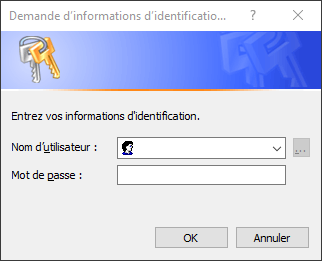 Demande d'informations d'identificatio... ?
Entrez vos informations d'identification.
Nom d'utilisateur :
...
Mot de passe :
OK Annuler